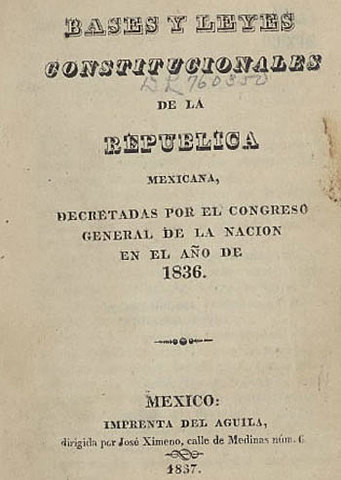 BASES Y LEYES
CONSTITUCIONALES
DE LA
REPUBLICA
MEXICANA,
DECRETADAS POR EL CONGRESO
GENERAL DE LA NACION
EN EL AÑO DE
1836.
MEXICO:
IMPRENTA DEL AGUILA,
dirigida por José Ximeno, calle de Medinas núm. 6
1837.